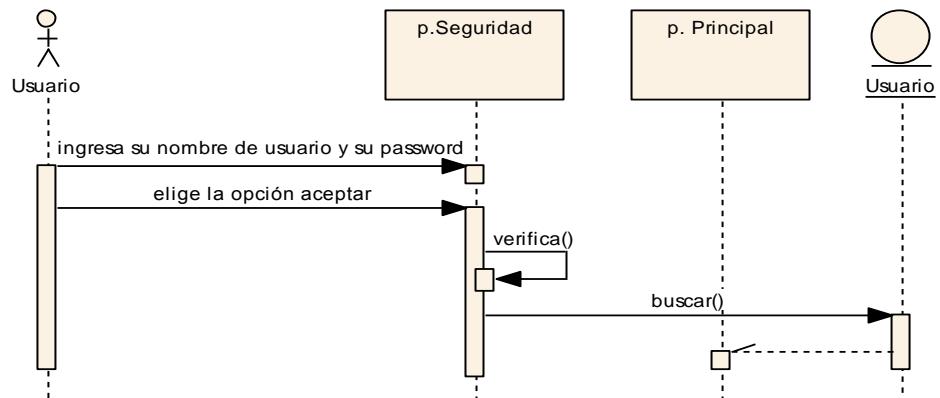 p.Seguridad
p. Principal
Usuario
Usuario
ingresa su nombre de usuario y su password
elige la opción aceptar
verifica()
buscar()